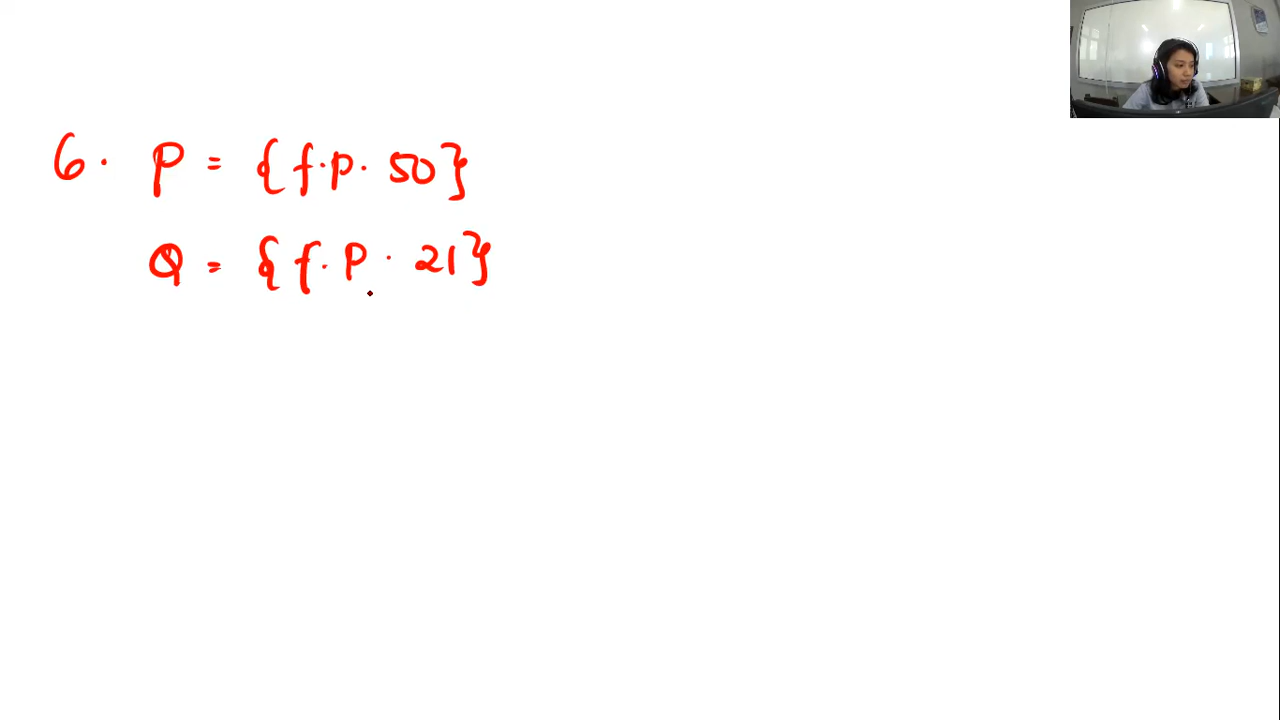 6. P = {f.p. 50}
Q = {f.P. 21}